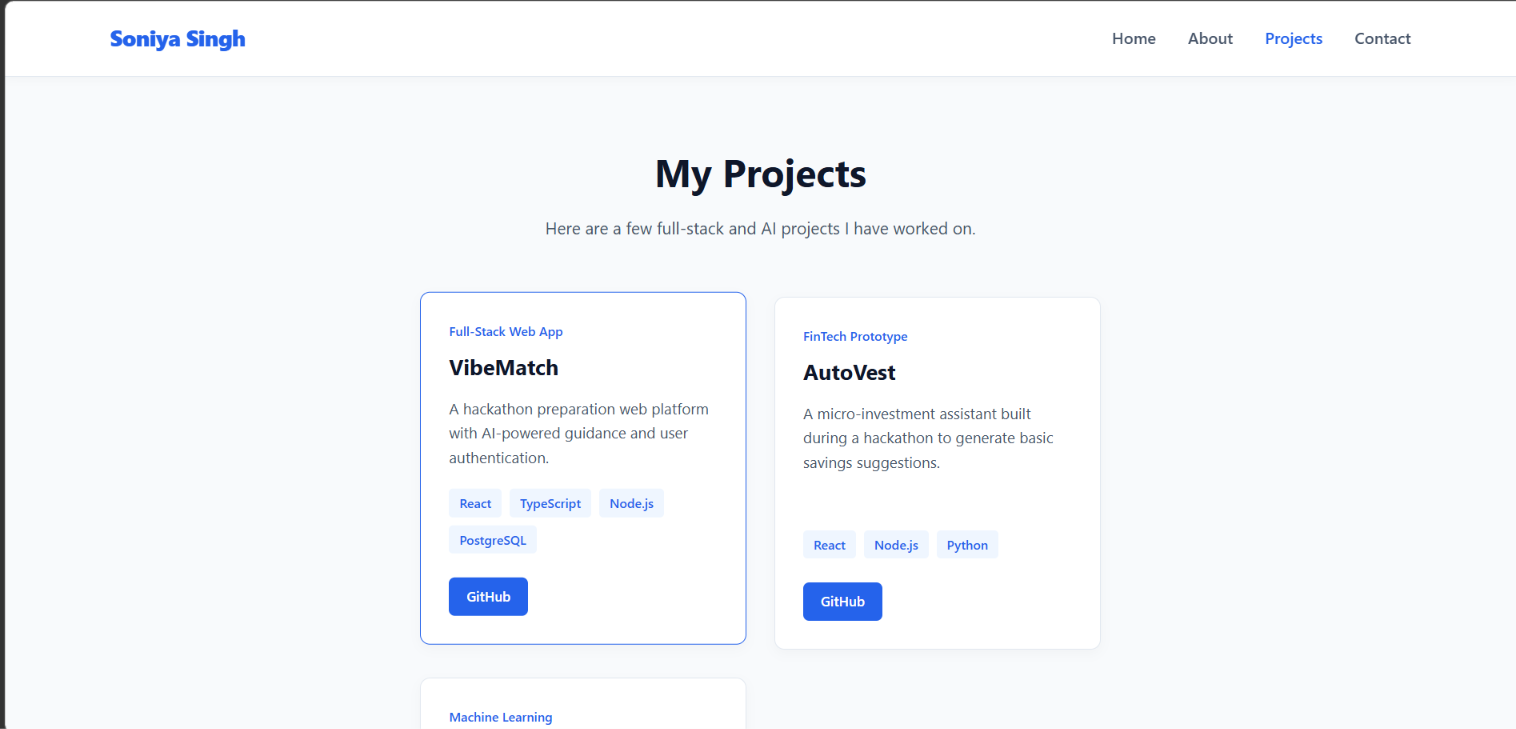 Soniya Singh
Home About Projects Contact
My Projects
Here are a few full-stack and AI projects I have worked on.
Full-Stack Web App
VibeMatch
A hackathon preparation web platform
with AI-powered guidance and user
authentication.
React TypeScript Node.js
PostgreSQL
GitHub
FinTech Prototype
AutoVest
A micro-investment assistant built
during a hackathon to generate basic
savings suggestions.
React Node.js Python
GitHub
Machine Learning